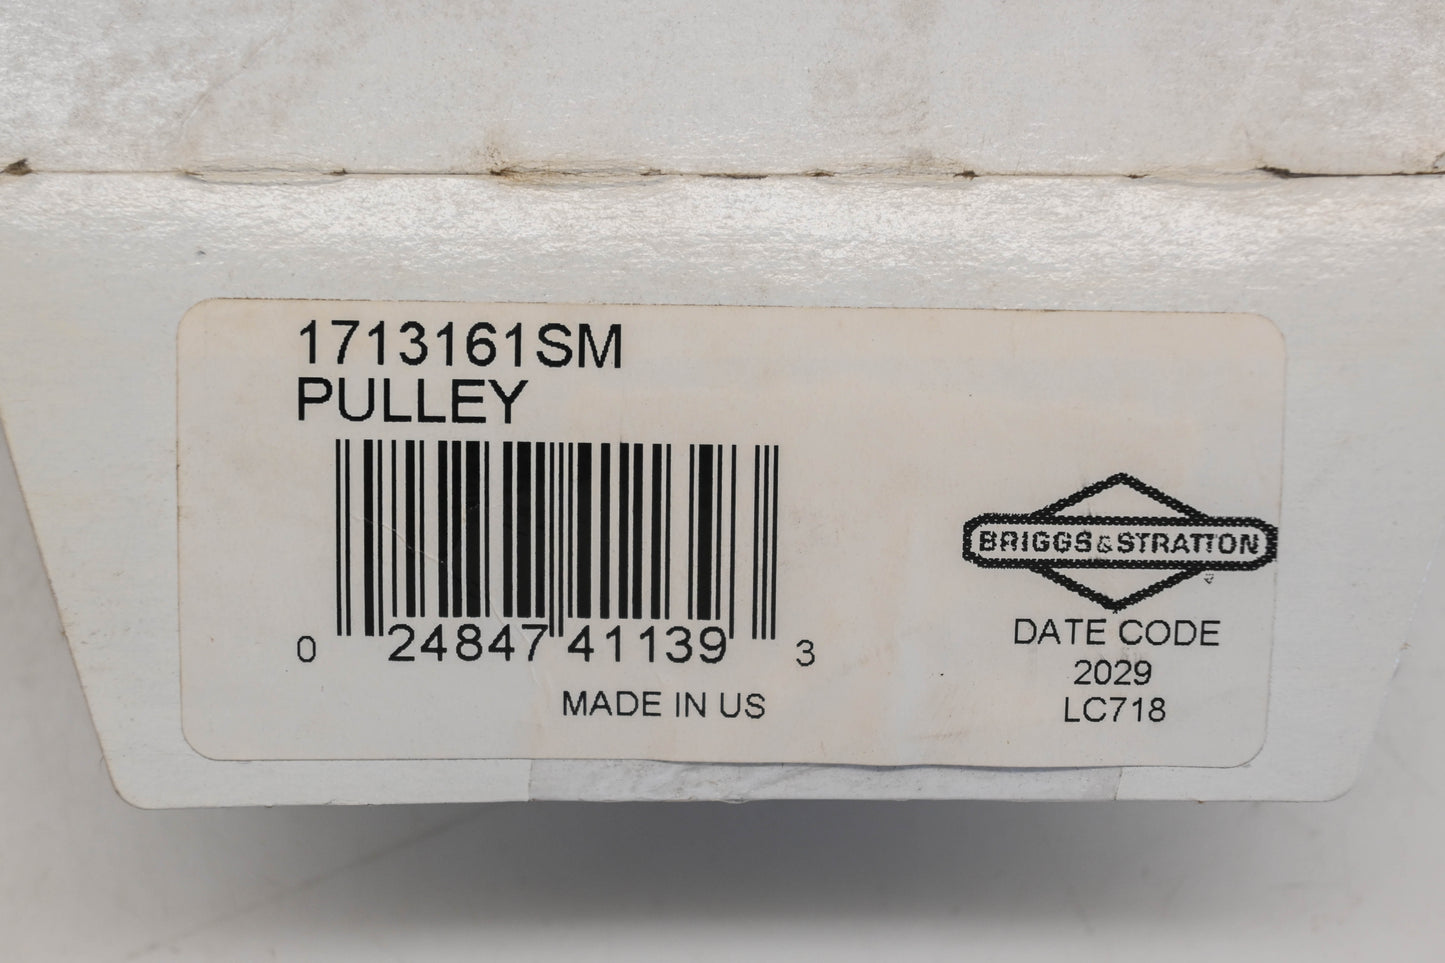 1713161SM
PULLEY
0 24847 41139 3
MADE IN US
BRIGGS&STRATTON
DATE CODE
2029
LC718